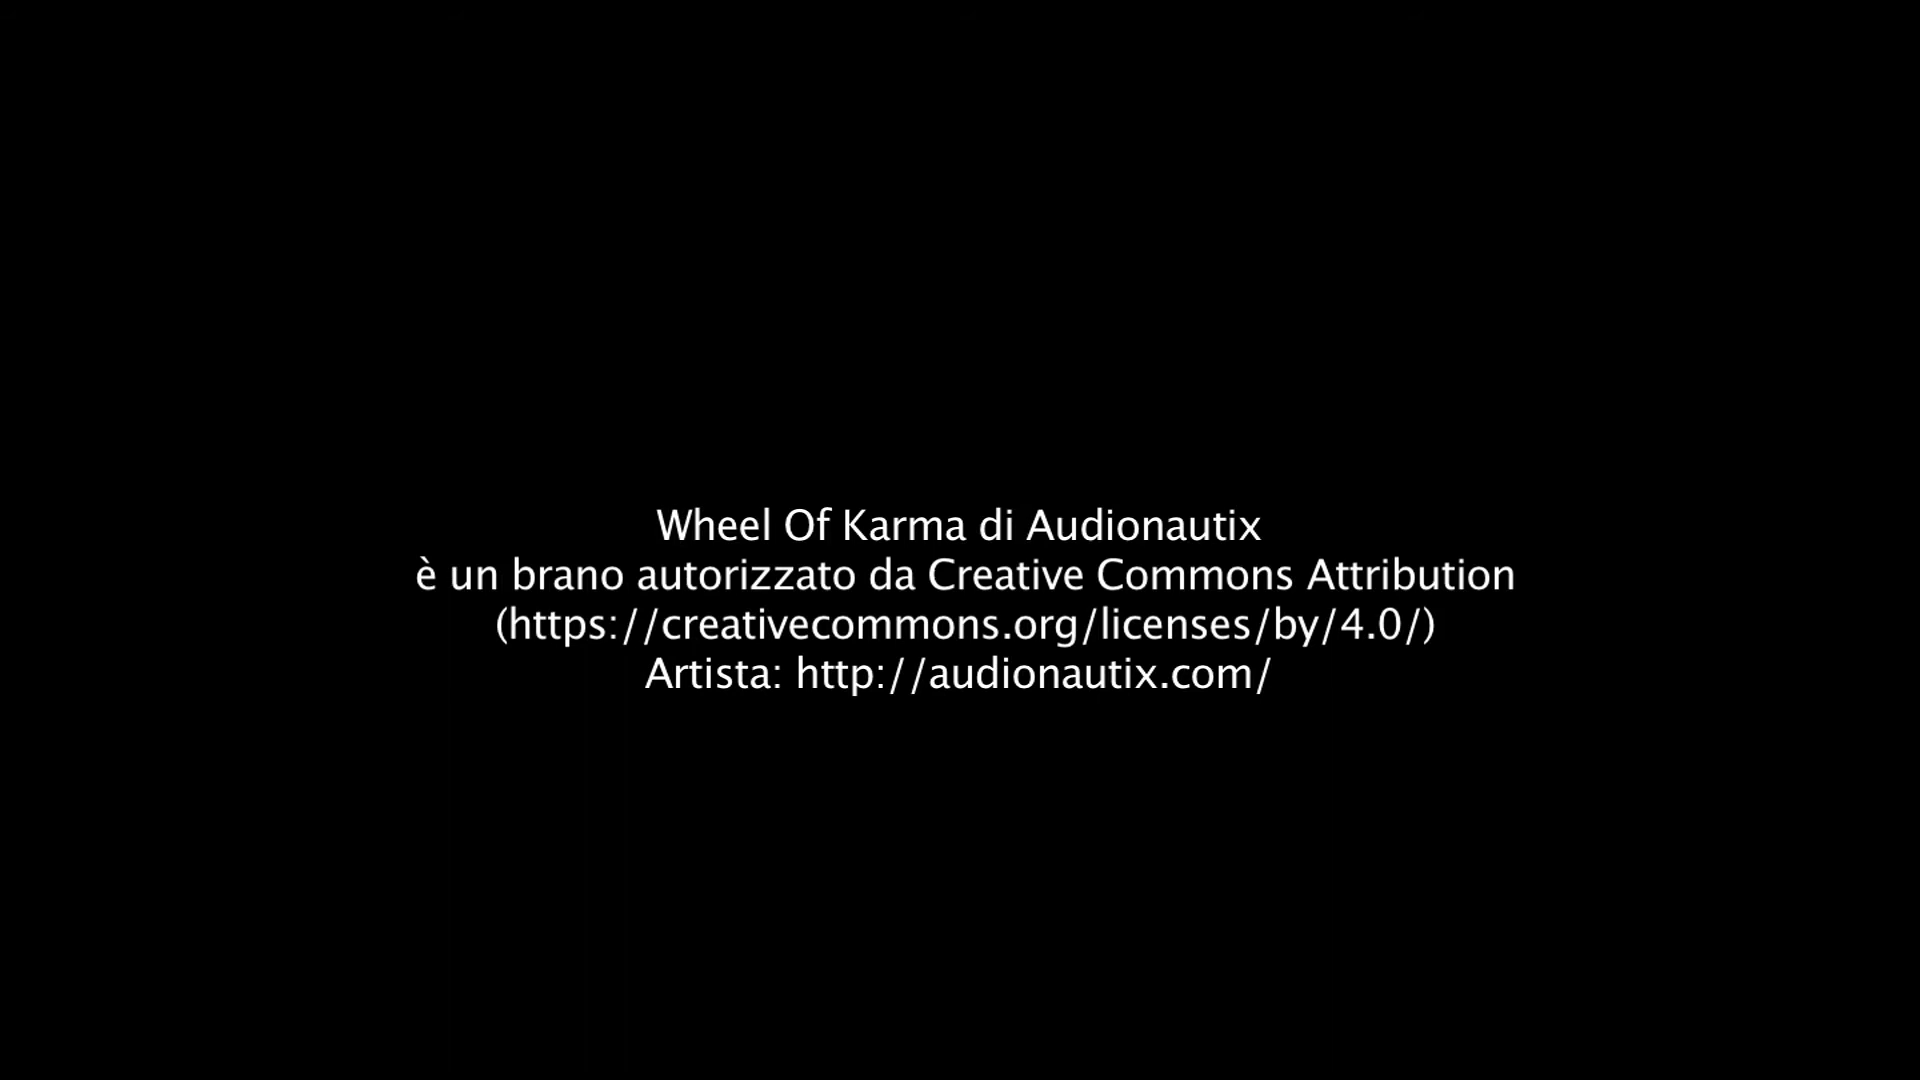 Wheel Of Karma di Audionautix
è un brano autorizzato da Creative Commons Attribution
(https://creativecommons.org/licenses/by/4.0/)
Artista: http://audionautix.com/